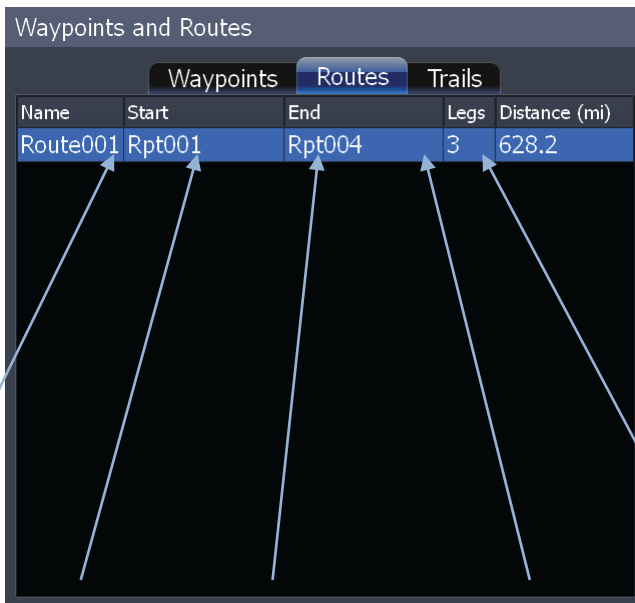 Waypoints and Routes
Waypoints Routes Trails
Name Start End Legs Distance (mi)
Route001 Rpt001 Rpt004 3 628.2